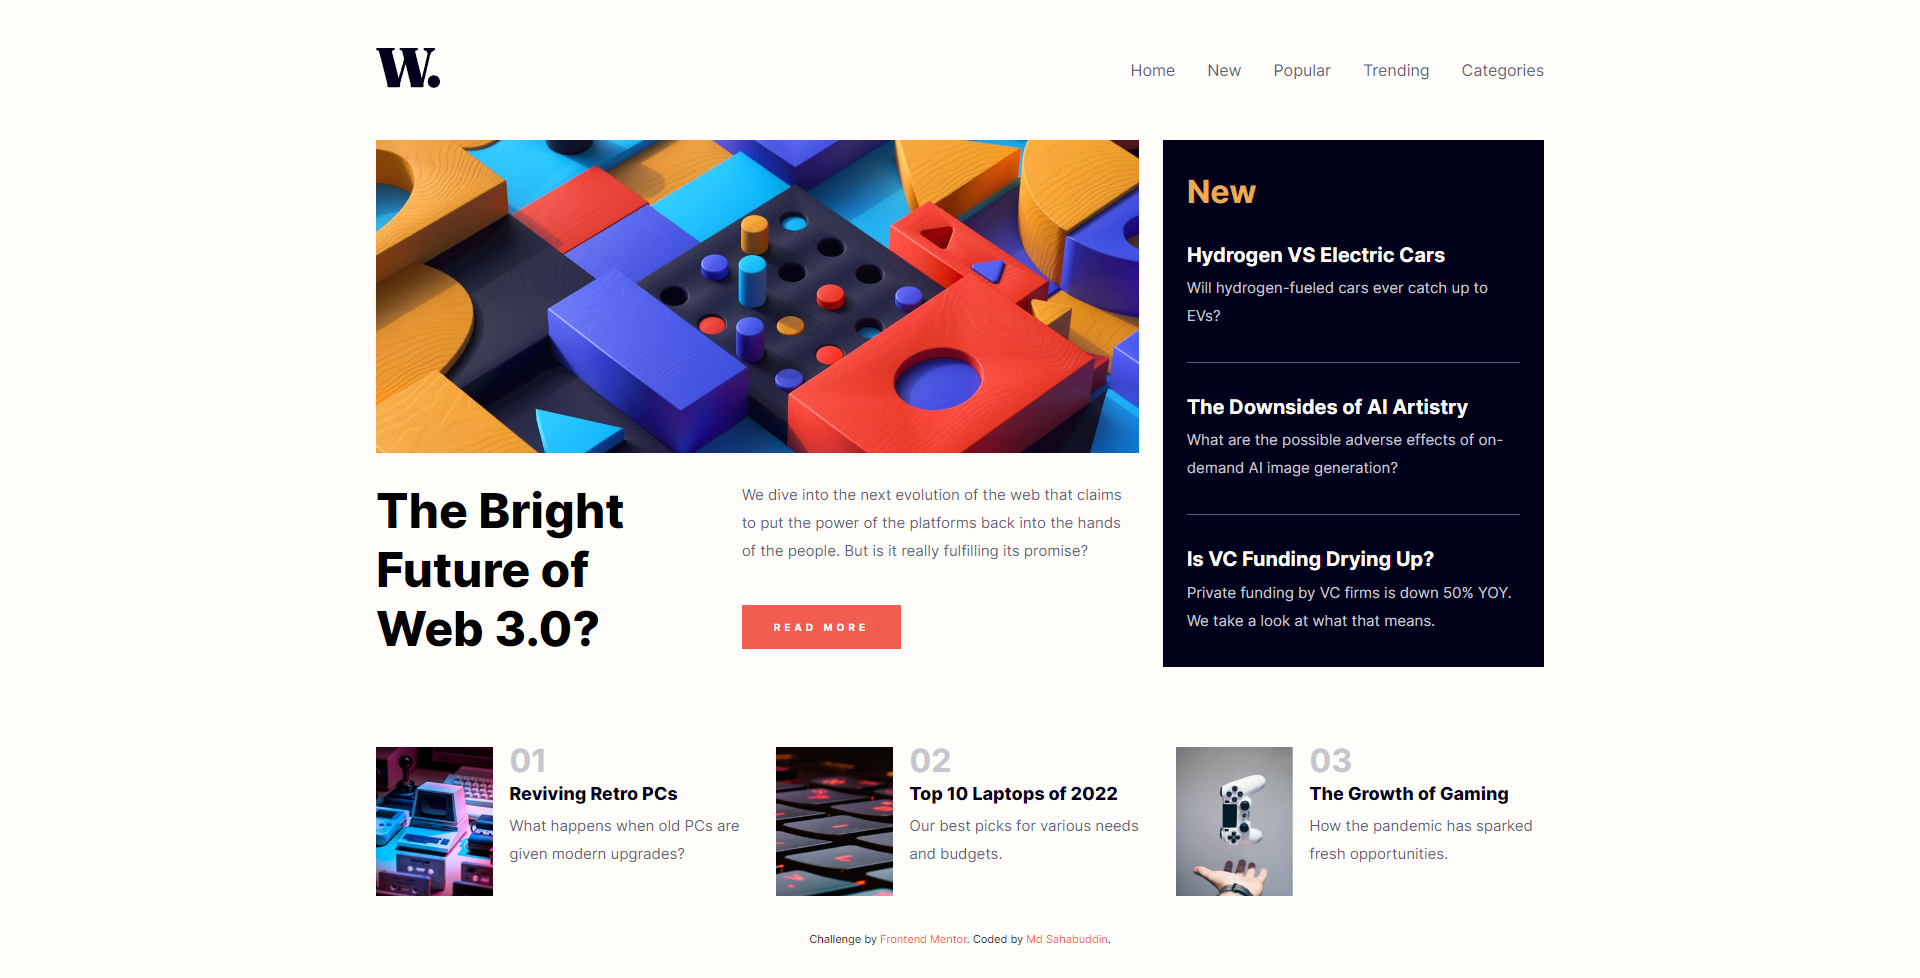 W.
Home New Popular Trending Categories
The Bright
Future of
Web 3.0?
We dive into the next evolution of the web that claims
to put the power of the platforms back into the hands
of the people. But is it really fulfilling its promise?
READ MORE
New
Hydrogen VS Electric Cars
Will hydrogen-fueled cars ever catch up to
EVs?
The Downsides of AI Artistry
What are the possible adverse effects of on-
demand AI image generation?
Is VC Funding Drying Up?
Private funding by VC firms is down 50% YOY.
We take a look at what that means.
01
Reviving Retro PCs
What happens when old PCs are
given modern upgrades?
02
Top 10 Laptops of 2022
Our best picks for various needs
and budgets.
03
The Growth of Gaming
How the pandemic has sparked
fresh opportunities.
Challenge by Frontend Mentor. Coded by Md Sahabuddin.